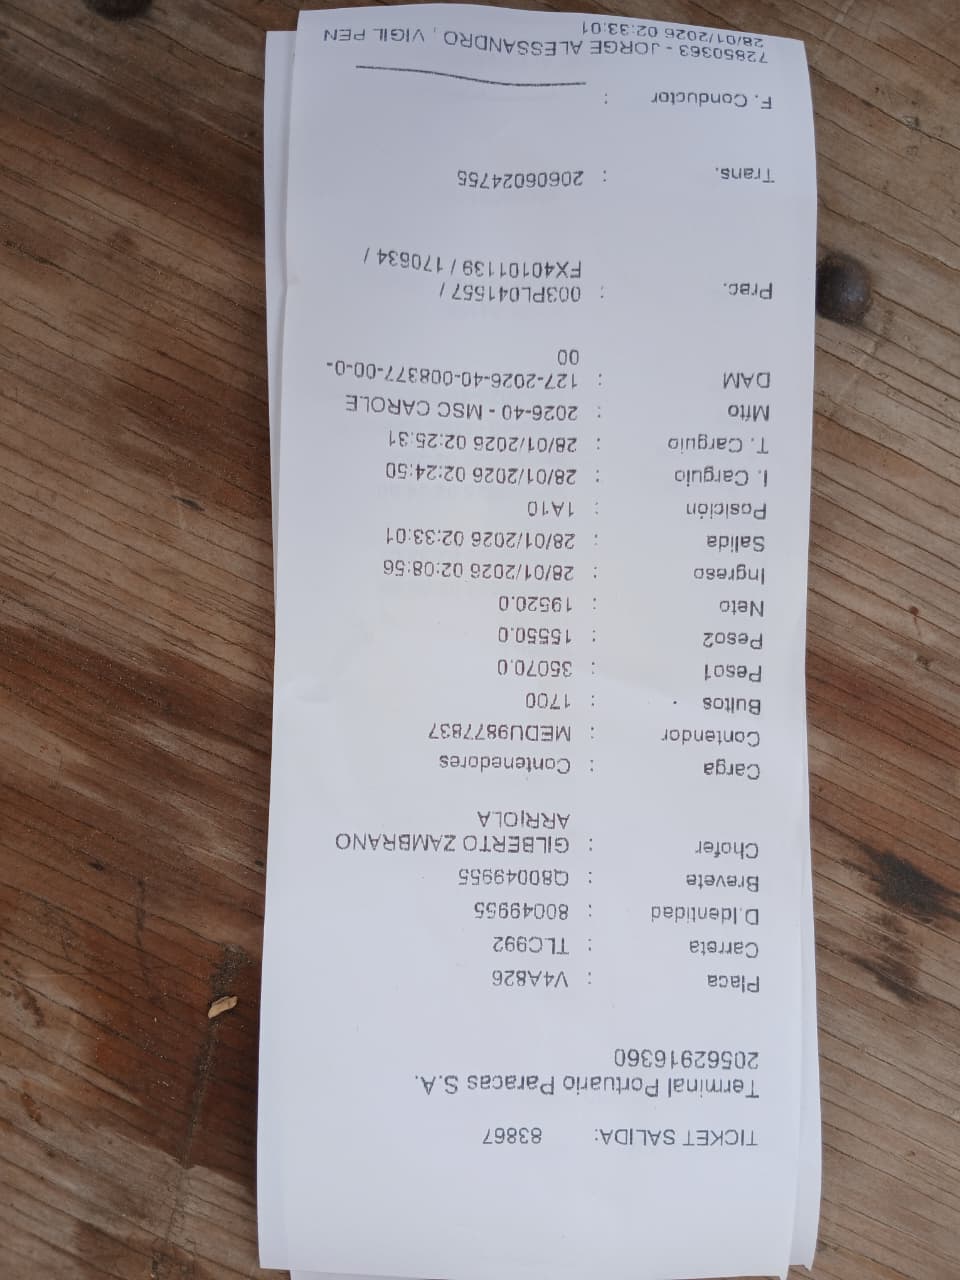 TICKET SALIDA: 83867
Terminal Portuario Paracas S.A.
20562916360
Placa : V4A826
Carreta : TLC992
D.Identidad : 80049955
Brevete : Q80049955
Chofer : GILBERTO ZAMBRANO
ARRIOLA
Carga : Contenedores
Contendor : MEDU9877837
Bultos : 1700
Peso1 : 35070.0
Peso2 : 15550.0
Neto : 19520.0
Ingreso : 28/01/2026 02:08:56
Salida : 28/01/2026 02:33:01
Posición : 1A10
I. Carguio : 28/01/2026 02:24:50
T. Carguio : 28/01/2026 02:25:31
Mfto : 2026-40 - MSC CAROLE
DAM : 127-2026-40-008377-00-0-
00
Prac. : 003PL041557 /
FX40101139 / 170634 /
Trans. : 20606024755
F. Conductor :
72850363 - JORGE ALESSANDRO , VIGIL PEN
28/01/2026 02:33:01